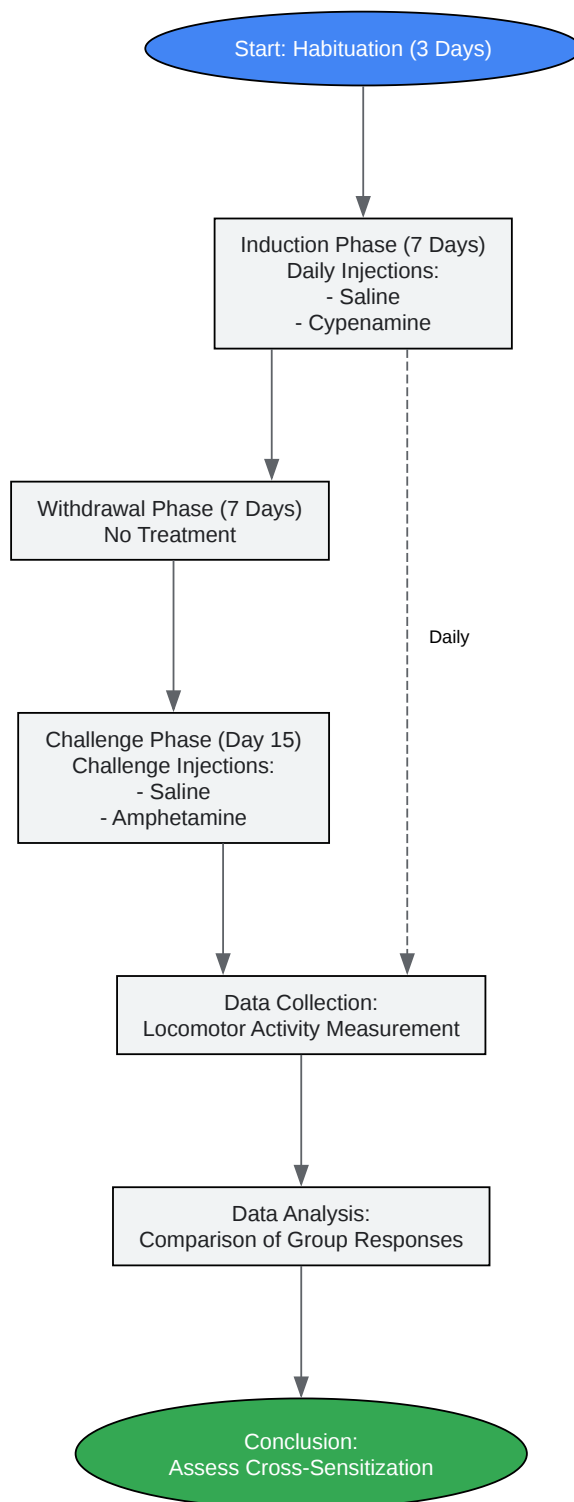 Start: Habituation (3 Days)
Induction Phase (7 Days)
Daily Injections:
- Saline
- Cypenamine
Withdrawal Phase (7 Days)
No Treatment
Daily
Challenge Phase (Day 15)
Challenge Injections:
- Saline
- Amphetamine
Data Collection:
Locomotor Activity Measurement
Data Analysis:
Comparison of Group Responses
Conclusion:
Assess Cross-Sensitization